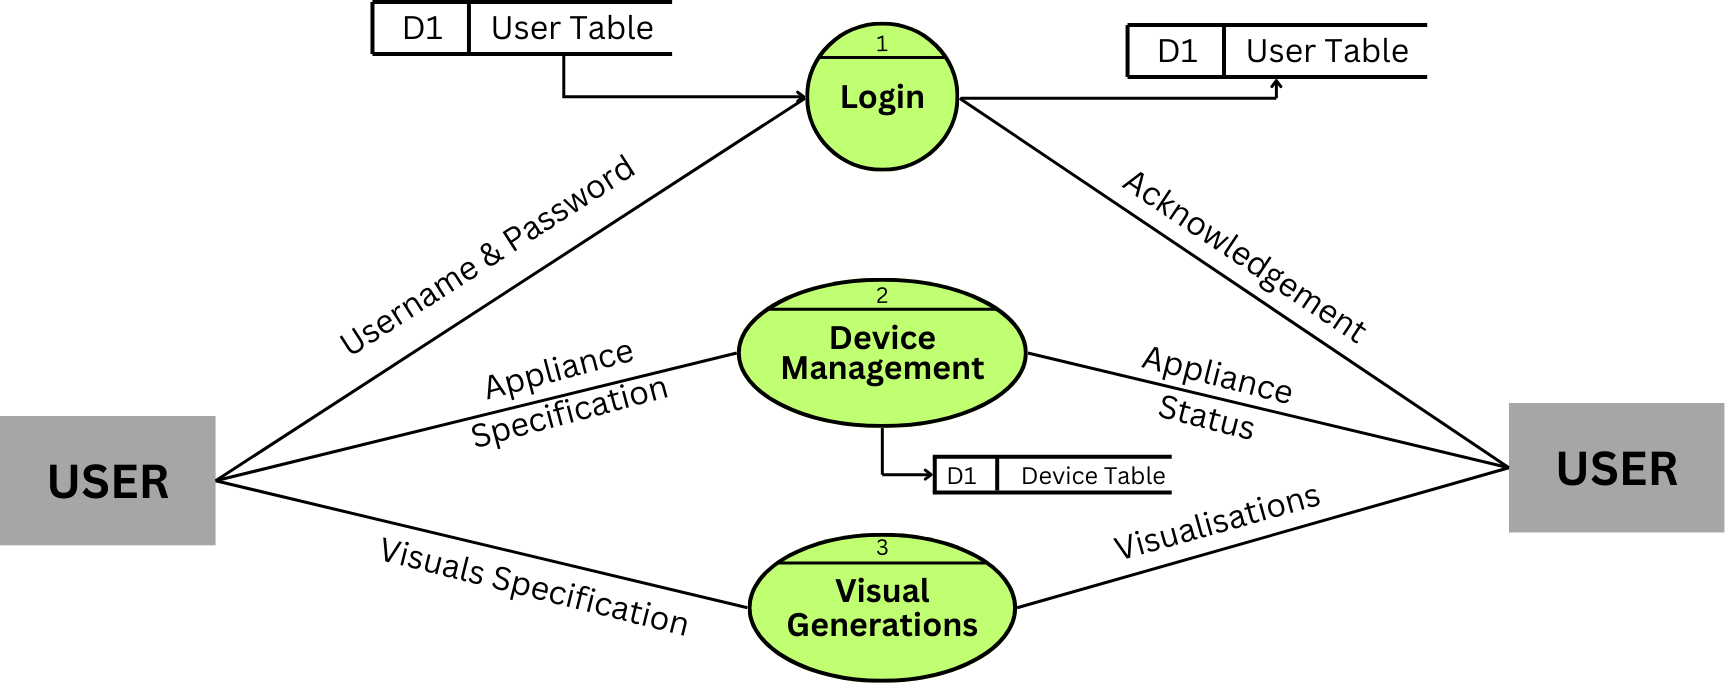 D1 User Table
1
Login
D1 User Table
Username & Password
Acknowledgement
2
Device
Management
Appliance
Specification
Appliance
Status
USER
USER
D1 Device Table
3
Visual
Generations
Visuals Specification
Visualisations